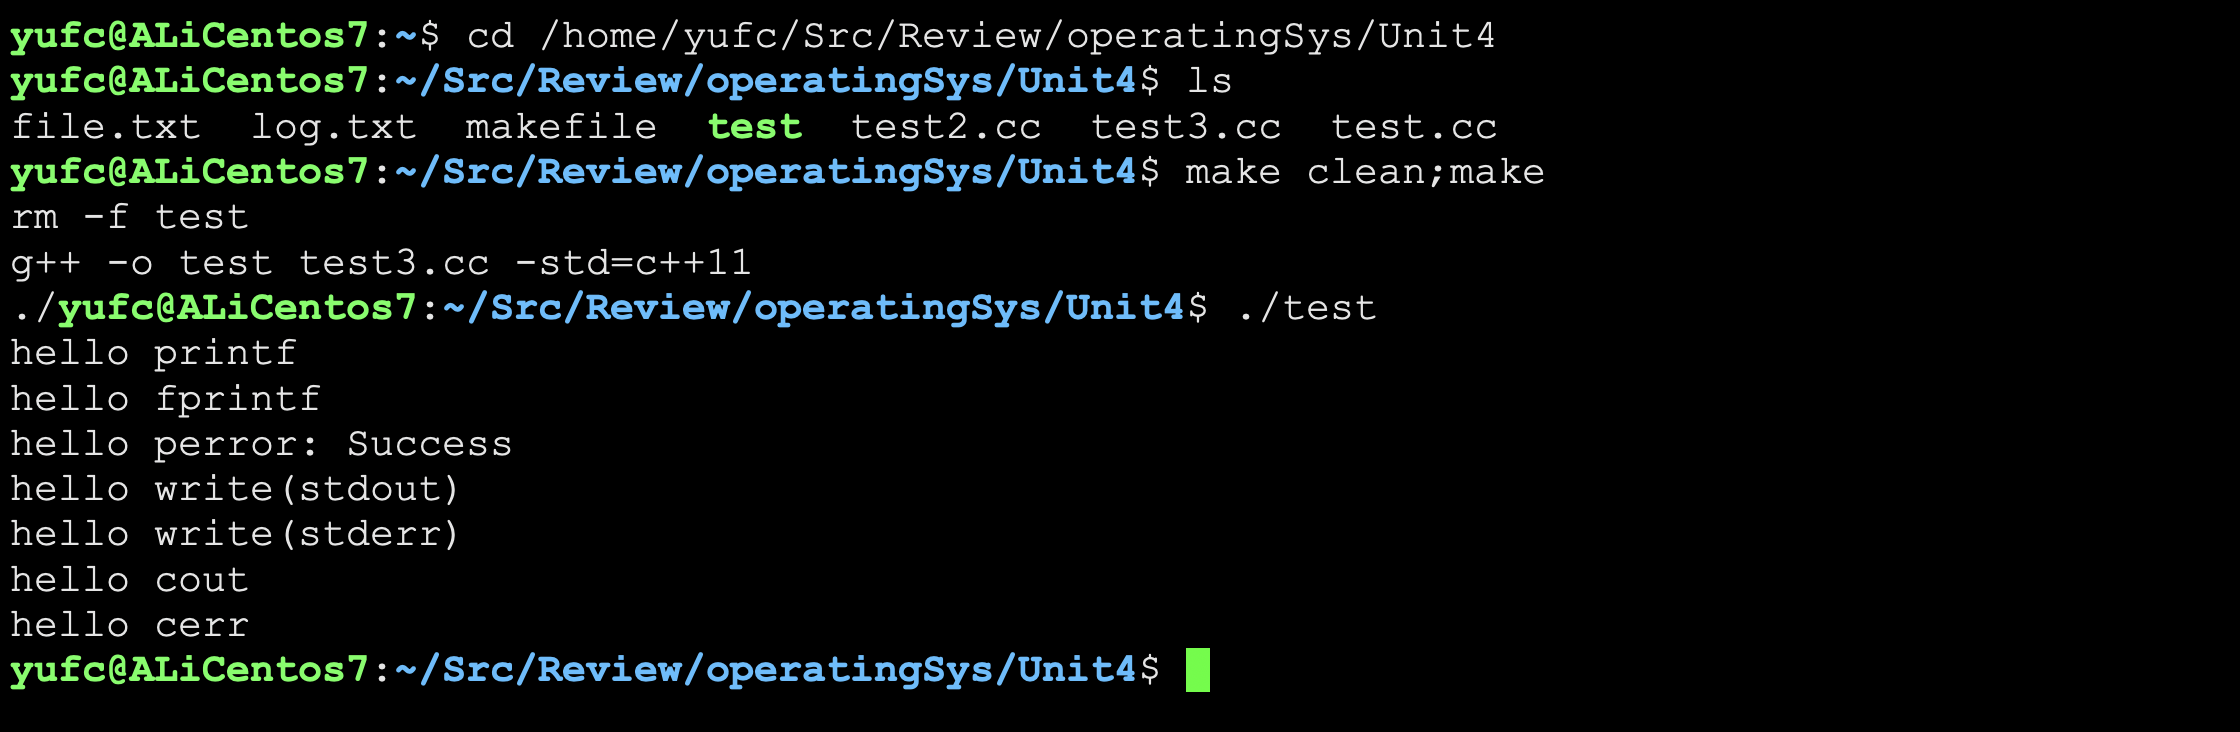 yufc@ALiCentos7:~$ cd /home/yufc/Src/Review/operatingSys/Unit4
yufc@ALiCentos7:~/Src/Review/operatingSys/Unit4$ ls
file.txt  log.txt  makefile  test  test2.cc  test3.cc  test.cc
yufc@ALiCentos7:~/Src/Review/operatingSys/Unit4$ make clean;make
rm -f test
g++ -o test test3.cc -std=c++11
./yufc@ALiCentos7:~/Src/Review/operatingSys/Unit4$ ./test
hello printf
hello fprintf
hello perror: Success
hello write(stdout)
hello write(stderr)
hello cout
hello cerr
yufc@ALiCentos7:~/Src/Review/operatingSys/Unit4$